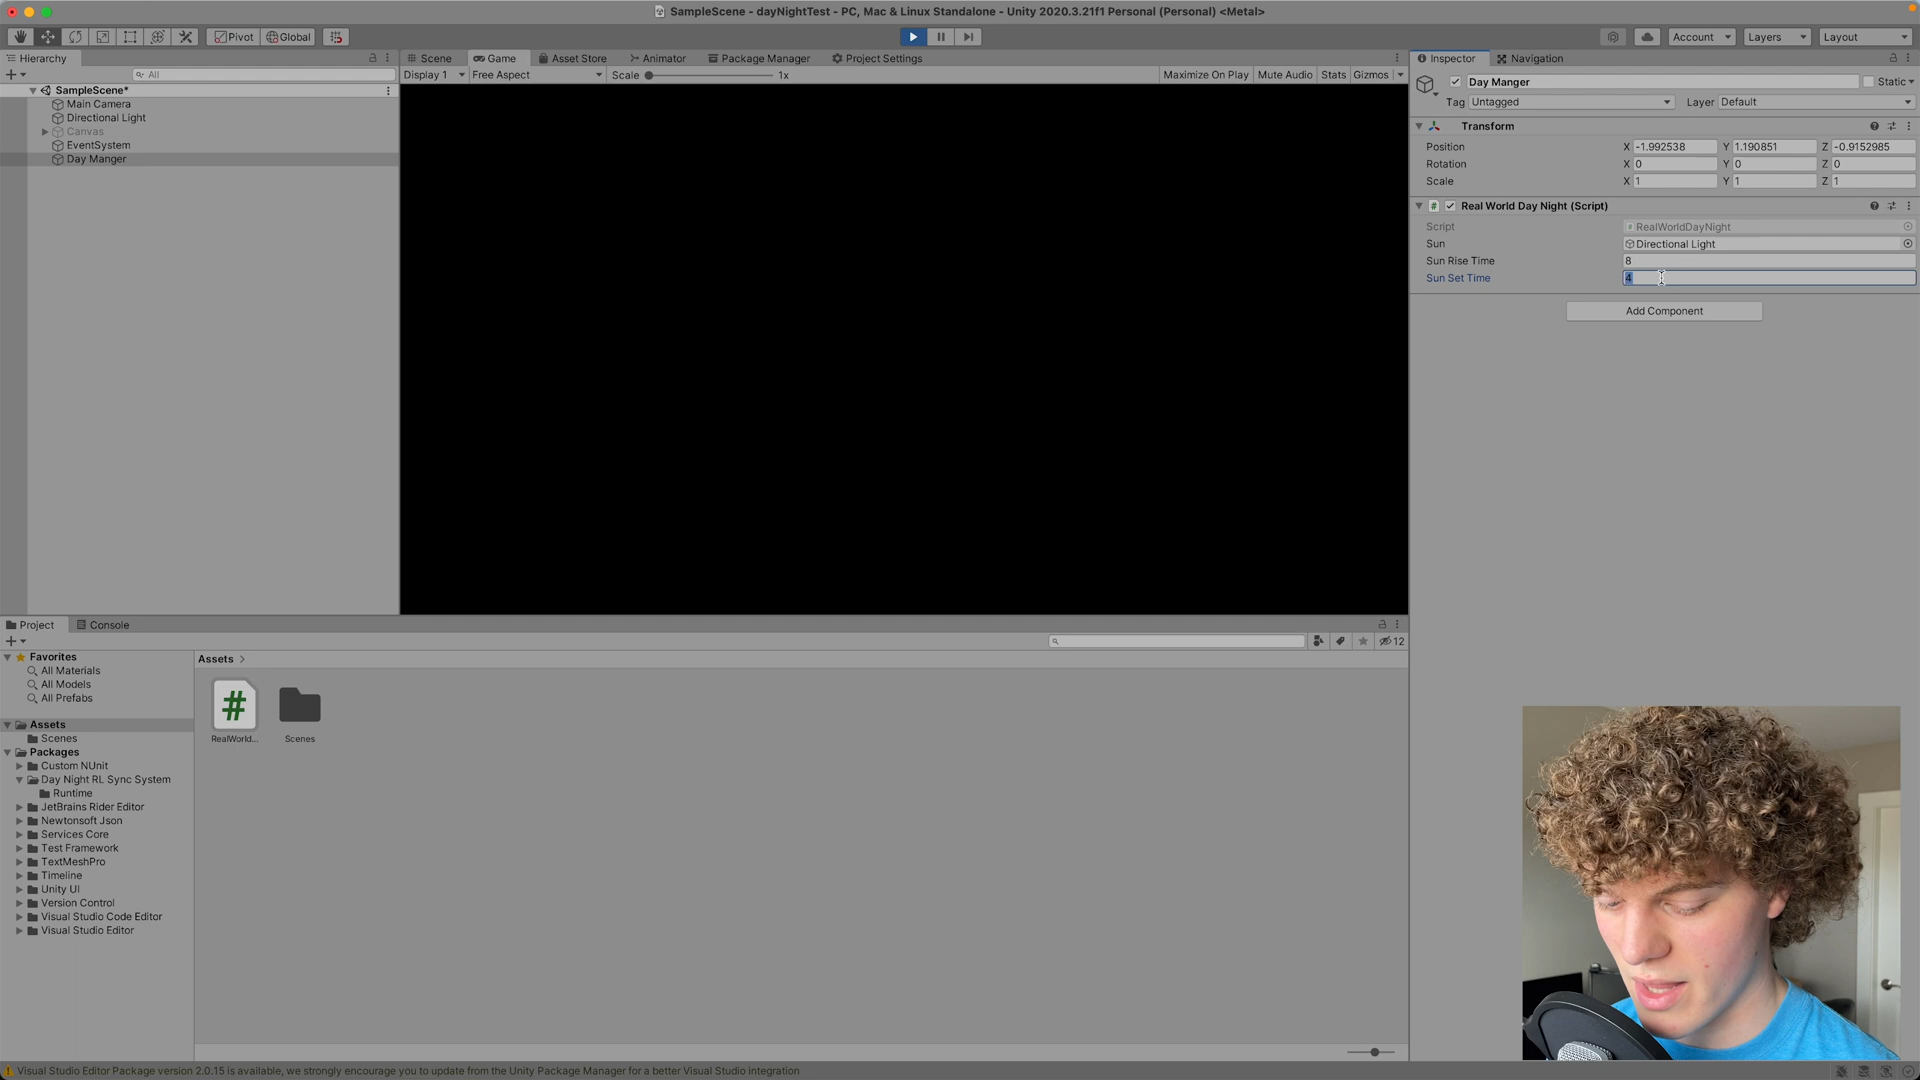 SampleScene - dayNightTest - PC, Mac & Linux Standalone - Unity 2020.3.21f1 Personal (Personal) <Metal>
Pivot Global Account Layers Layout
Hierarchy
All
SampleScene*
Main Camera
Directional Light
Canvas
EventSystem
Day Manger
Scene Game Asset Store Animator Package Manager Project Settings
Display 1 Free Aspect Scale 1x Maximize On Play Mute Audio Stats Gizmos
Inspector Navigation
Day Manger Static
Tag Untagged Layer Default
Transform
Position X -1.992538 Y 1.190851 Z -0.9152985
Rotation X 0 Y 0 Z 0
Scale X 1 Y 1 Z 1
# Real World Day Night (Script)
Script RealWorldDayNight
Sun Directional Light
Sun Rise Time 8
Sun Set Time 4
Add Component
Project Console
12
Favorites
All Materials
All Models
All Prefabs
Assets
Scenes
Packages
Custom NUnit
Day Night RL Sync System
Runtime
JetBrains Rider Editor
Newtonsoft Json
Services Core
Test Framework
TextMeshPro
Timeline
Unity UI
Version Control
Visual Studio Code Editor
Visual Studio Editor
Assets >
#
RealWorld... Scenes
Visual Studio Editor Package version 2.0.15 is available, we strongly encourage you to update from the Unity Package Manager for a better Visual Studio integration